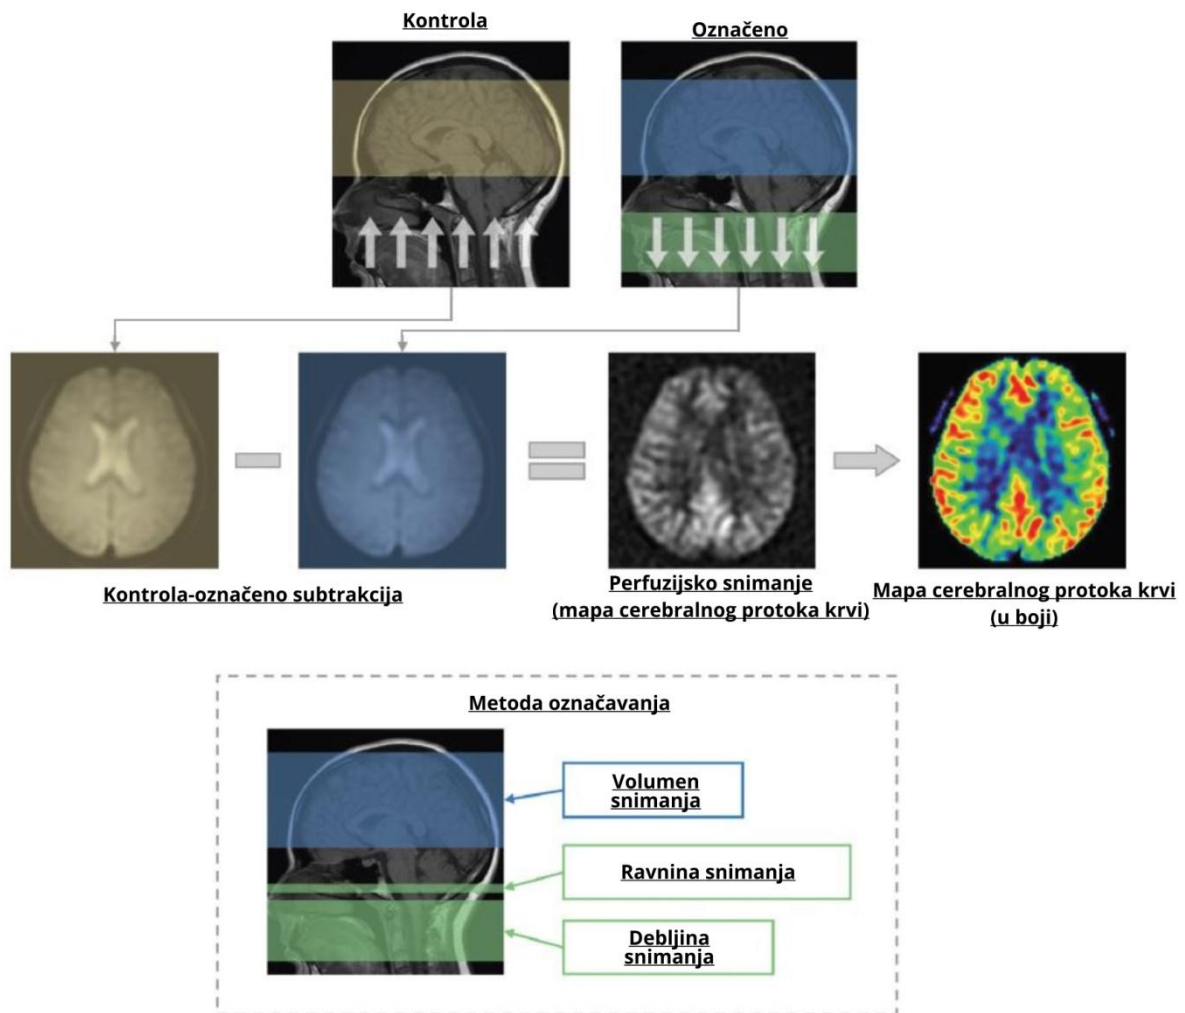 Kontrola
Označeno
Kontrola-označeno subtrakcija
Perfuzijsko snimanje
(mapa cerebralnog protoka krvi)
Mapa cerebralnog protoka krvi
(u boji)
Metoda označavanja
Volumen
snimanja
Ravnina snimanja
Debljina
snimanja